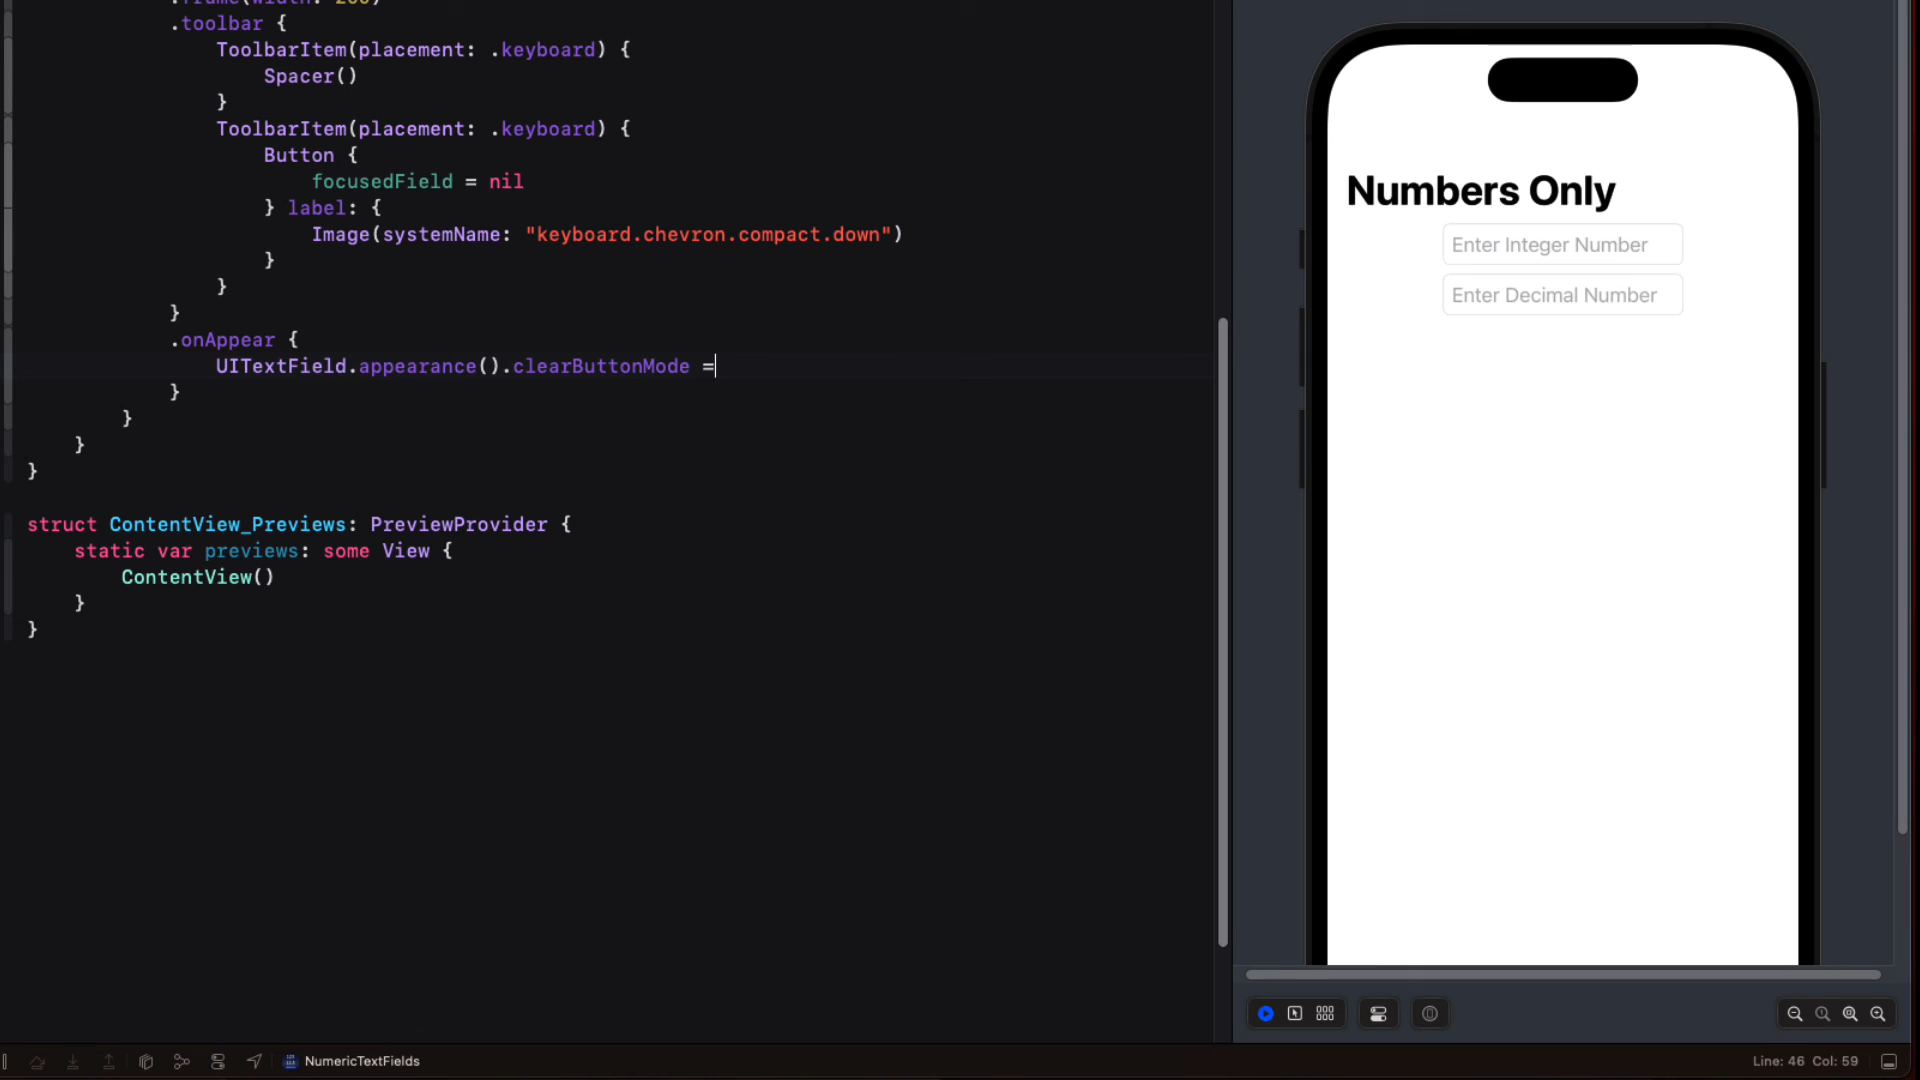 .toolbar {
ToolbarItem(placement: .keyboard) {
Spacer()
}
ToolbarItem(placement: .keyboard) {
Button {
focusedField = nil
} label: {
Image(systemName: "keyboard.chevron.compact.down")
}
}
}
.onAppear {
UITextField.appearance().clearButtonMode =
}
}
}
}
struct ContentView_Previews: PreviewProvider {
static var previews: some View {
ContentView()
}
}
Numbers Only
Enter Integer Number
Enter Decimal Number
NumericTextFields
Line: 46 Col: 59